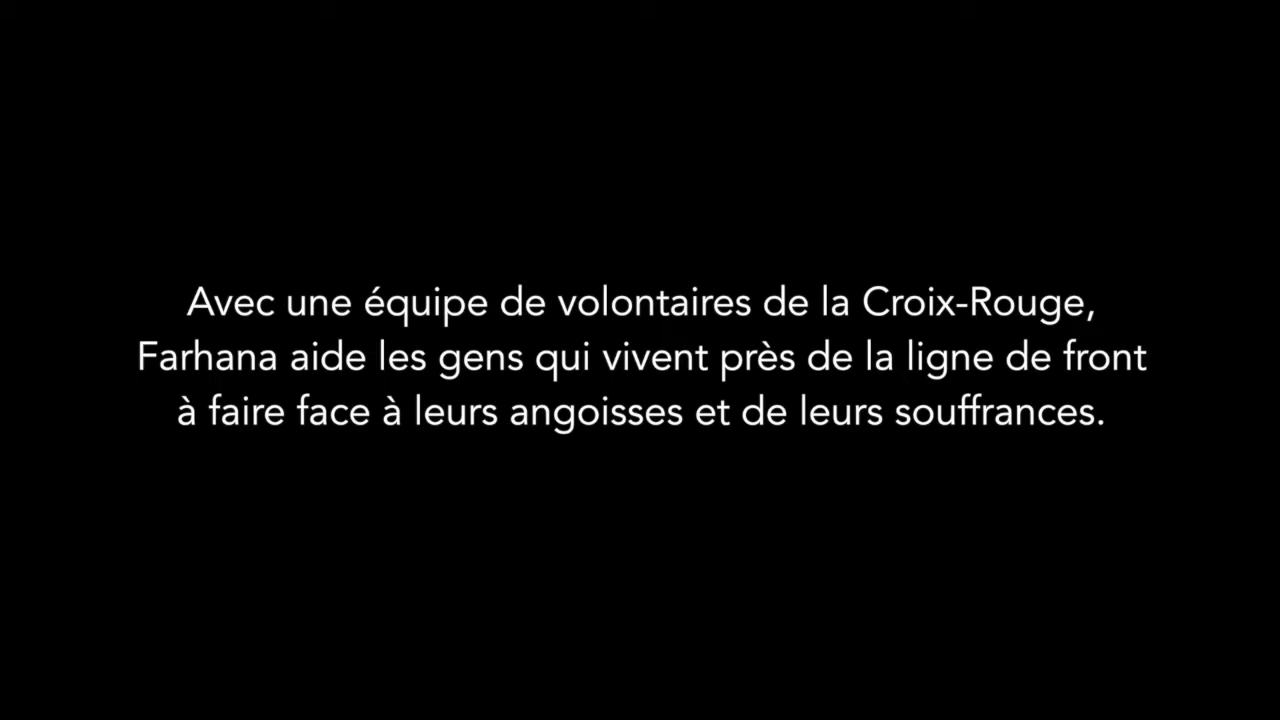 Avec une équipe de volontaires de la Croix-Rouge,
Farhana aide les gens qui vivent près de la ligne de front
à faire face à leurs angoisses et de leurs souffrances.